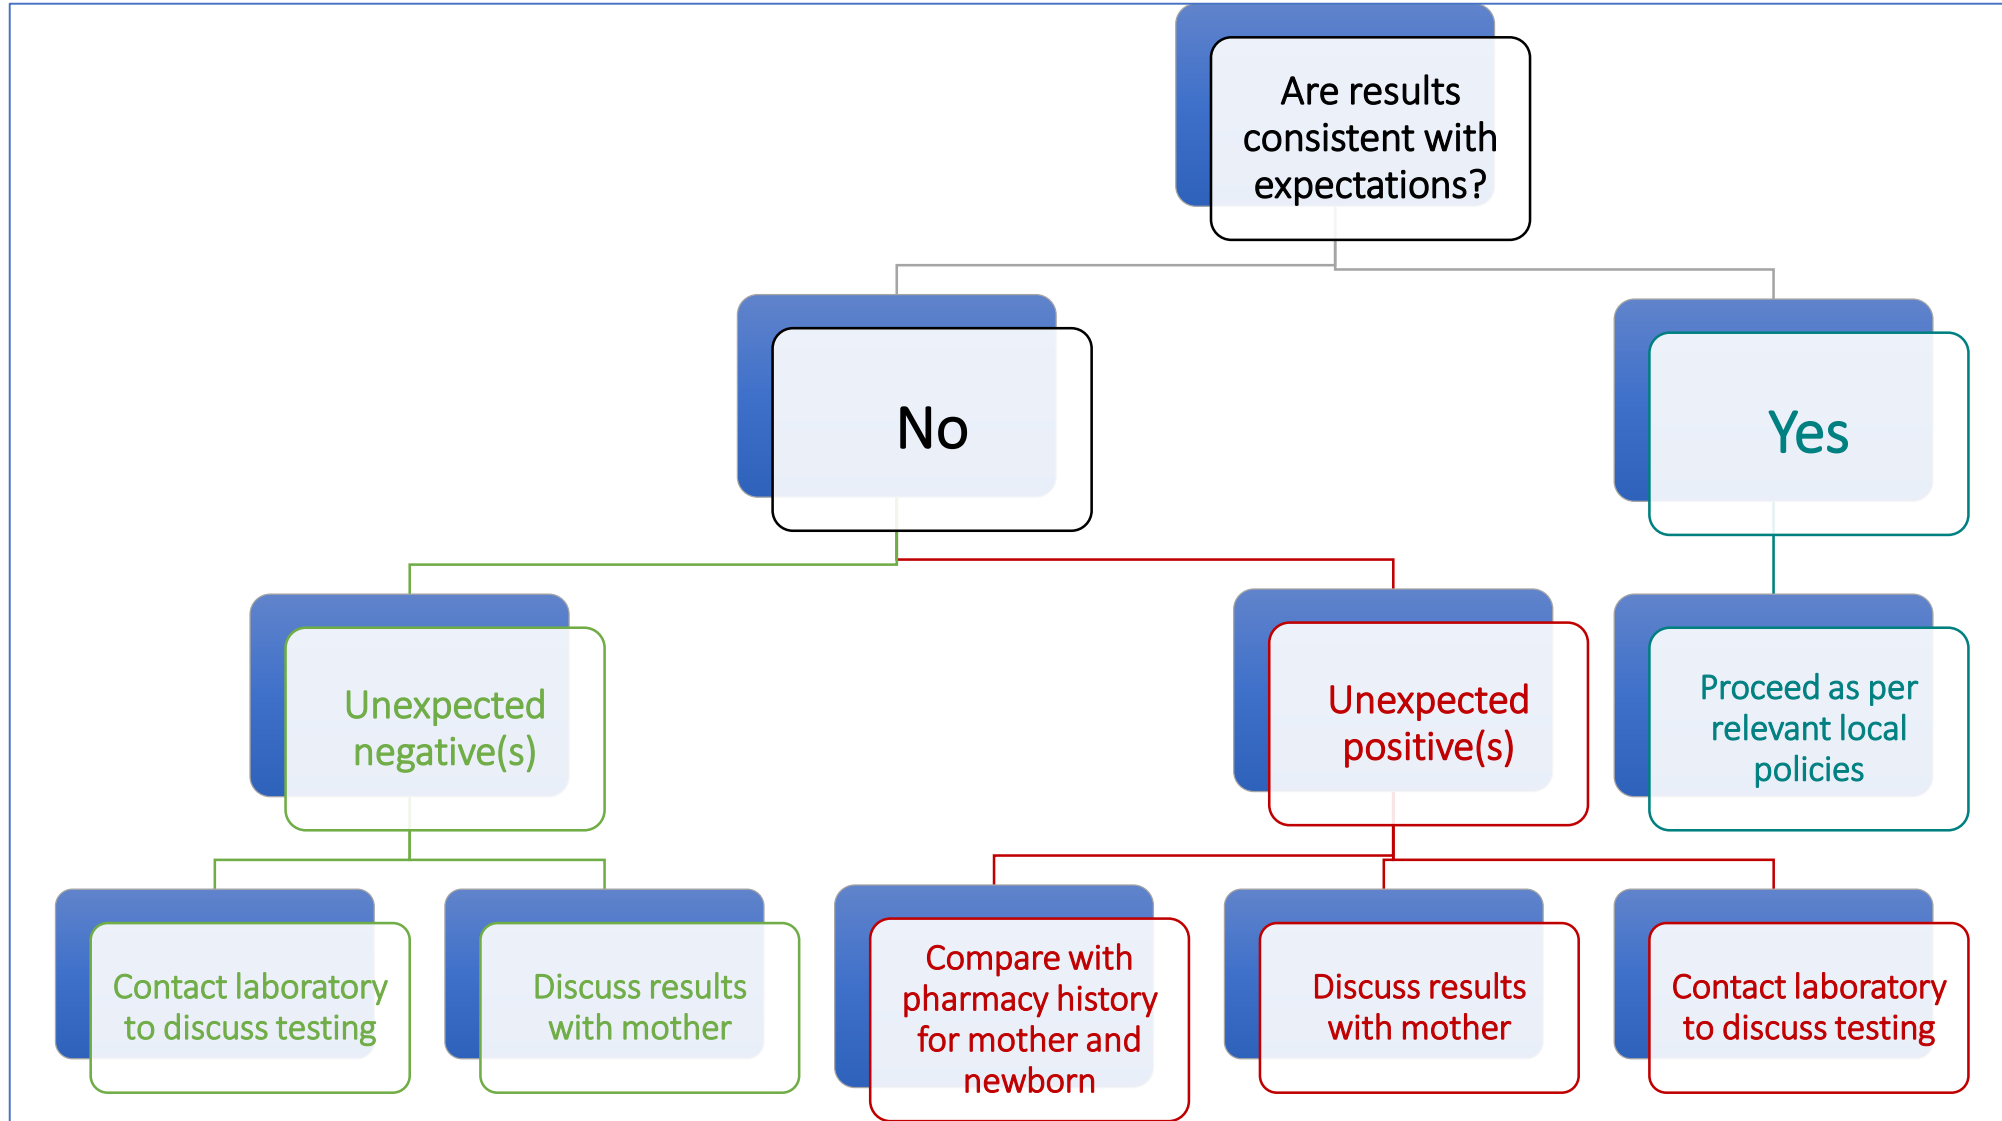 Are results
consistent with
expectations?
No
Yes
Unexpected
negative(s)
Unexpected
positive(s)
Proceed as per
relevant local
policies
Contact laboratory
to discuss testing
Discuss results
with mother
Compare with
pharmacy history
for mother and
newborn
Discuss results
with mother
Contact laboratory
to discuss testing